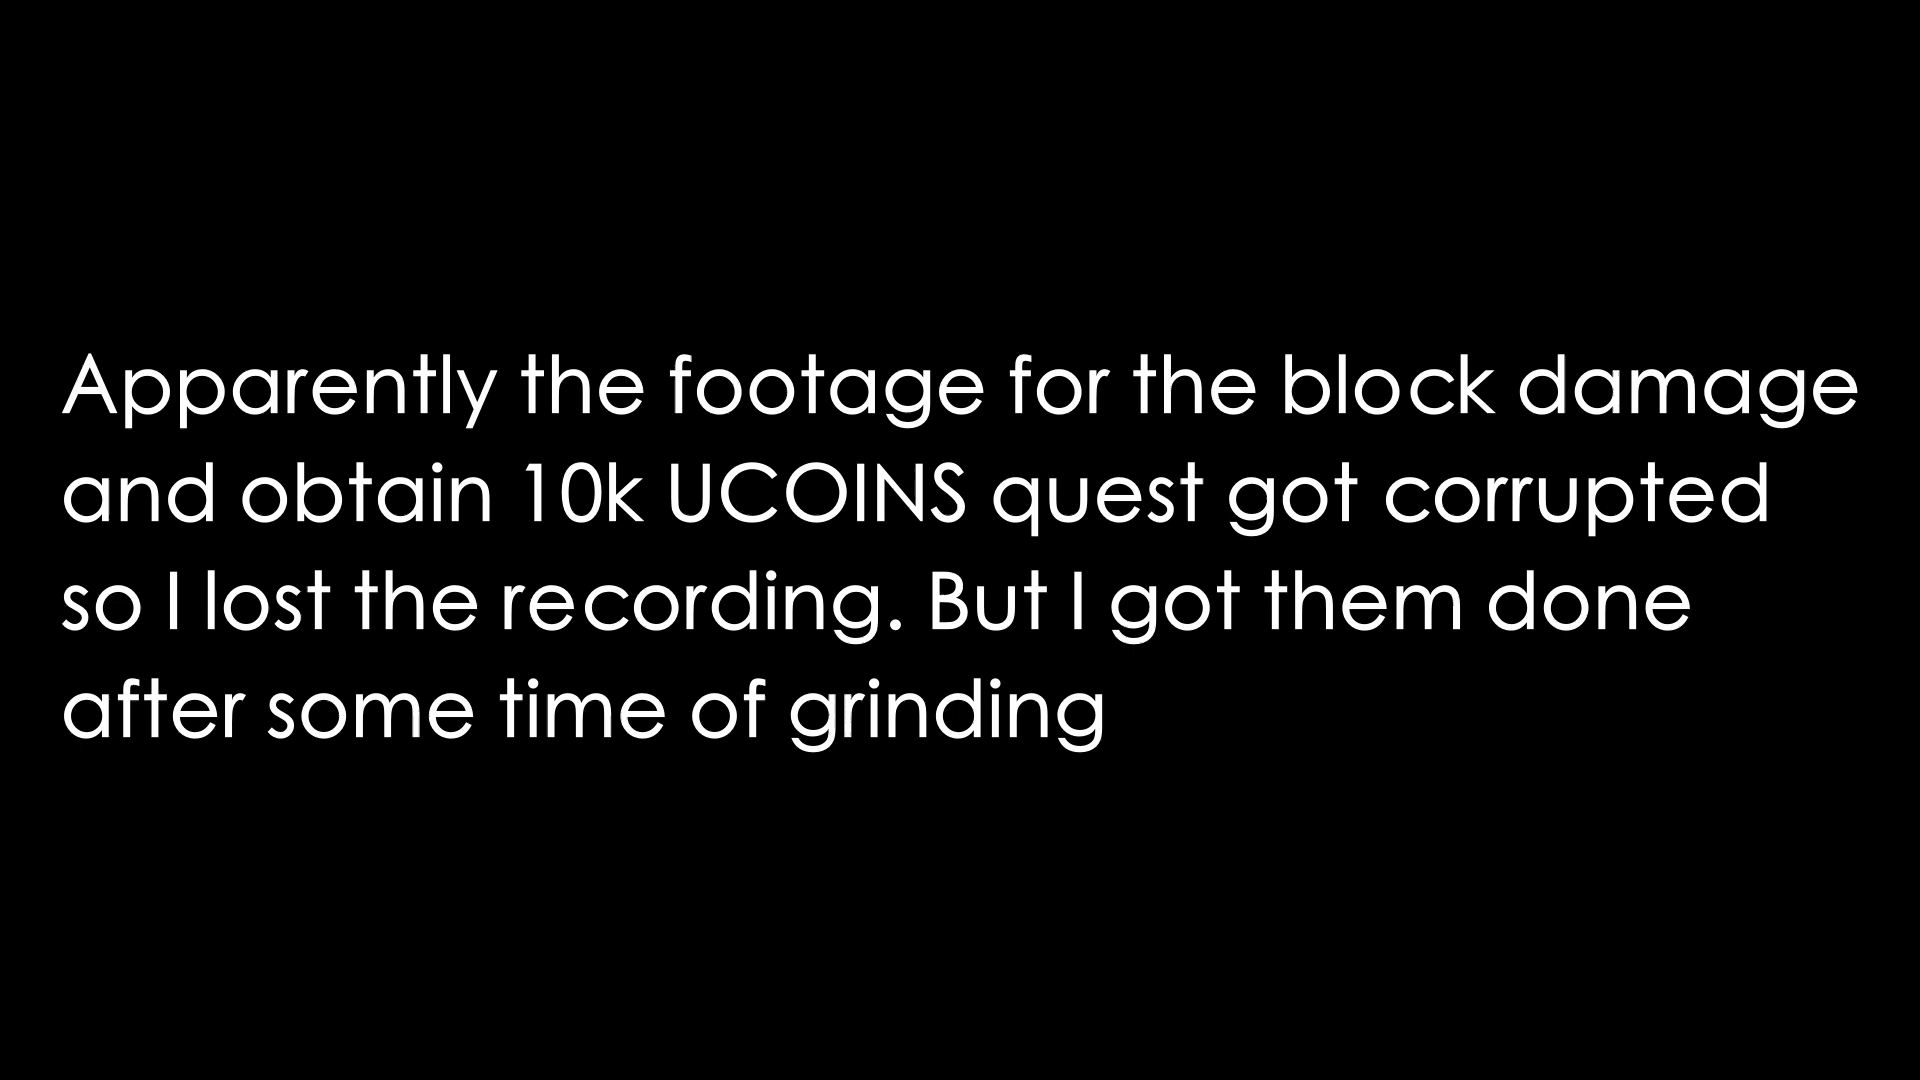 Apparently the footage for the block damage
and obtain 10k UCOINS quest got corrupted
so I lost the recording. But I got them done
after some time of grinding